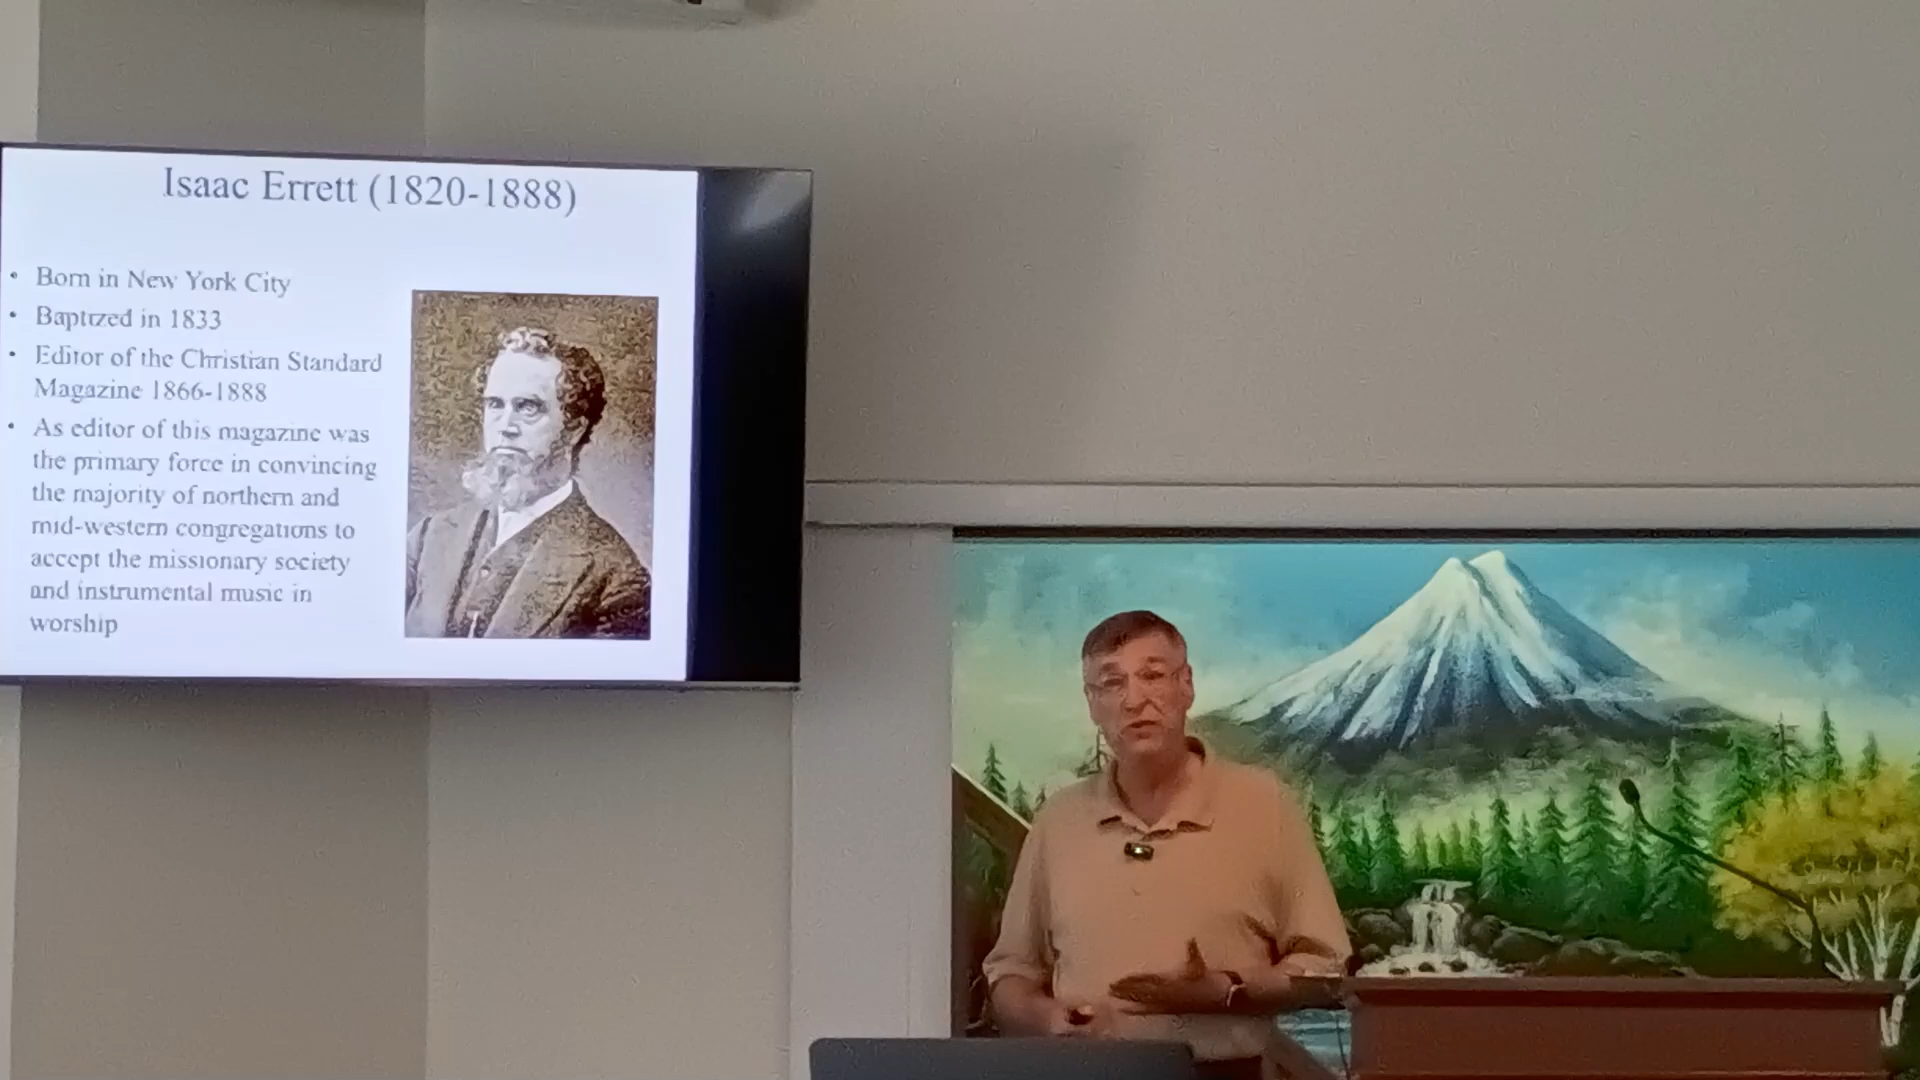 Isaac Errett (1820-1888)
• Born in New York City
• Baptized in 1833
• Editor of the Christian Standard
Magazine 1866-1888
• As editor of this magazine was
the primary force in convincing
the majority of northern and
mid-western congregations to
accept the missionary society
and instrumental music in
worship